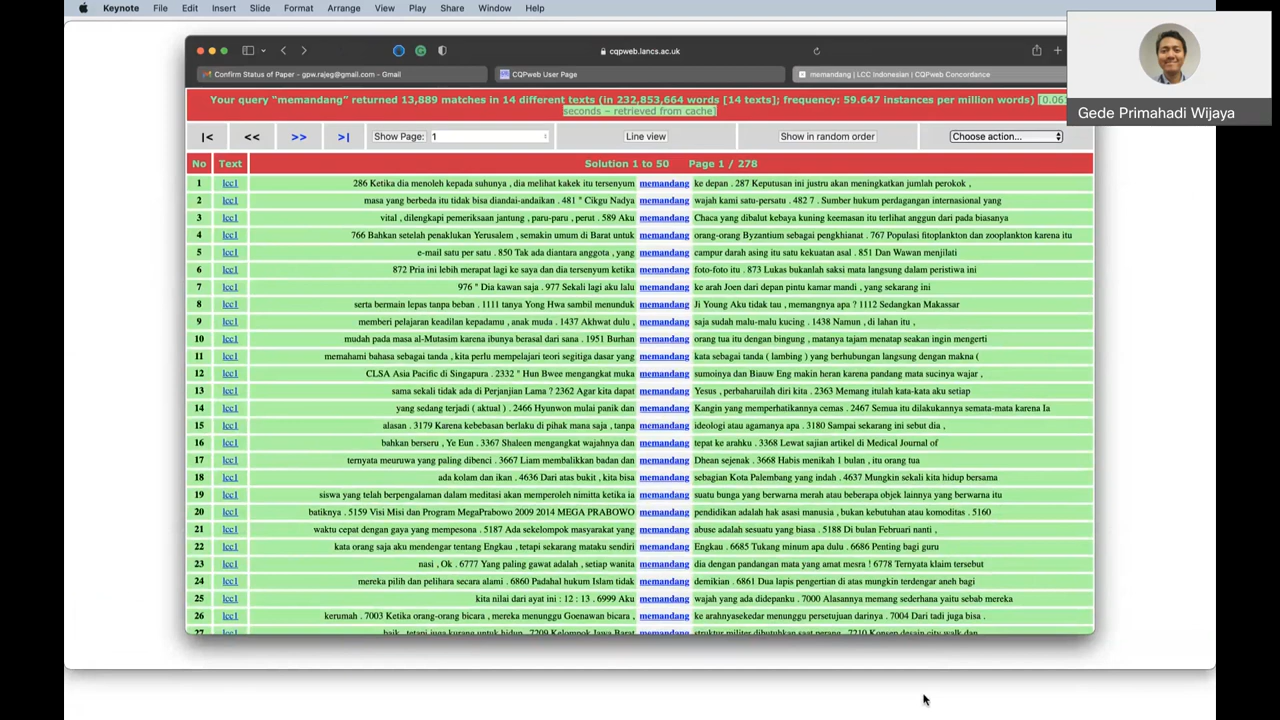 Keynote File Edit Insert Slide Format Arrange View Play Share Window Help
cqpweb.lancs.ac.uk
Confirm Status of Paper - gpw.rajeg@gmail.com - Gmail CQPweb User Page memandang | LCC Indonesian | CQPweb Concordance
Your query “memandang” returned 13,889 matches in 14 different texts (in 232,853,664 words [14 texts]; frequency: 59.647 instances per million words) [0.06
seconds – retrieved from cache]
Gede Primahadi Wijaya
|< << >> >| Show Page: 1 Line view Show in random order Choose action...
No Text Solution 1 to 50 Page 1 / 278
1 lcc1 286 Ketika dia menoleh kepada suhunya , dia melihat kakek itu tersenyum memandang ke depan . 287 Keputusan ini justru akan meningkatkan jumlah perokok ,
2 lcc1 masa yang berbeda itu tidak bisa diandai-andaikan . 481 " Cikgu Nadya memandang wajah kami satu-persatu . 482 7 . Sumber hukum perdagangan internasional yang
3 lcc1 vital , dilengkapi pemeriksaan jantung , paru-paru , perut . 589 Aku memandang Chaca yang dibalut kebaya kuning keemasan itu terlihat anggun dari pada biasanya
4 lcc1 766 Bahkan setelah penaklukan Yerusalem , semakin umum di Barat untuk memandang orang-orang Byzantium sebagai pengkhianat . 767 Populasi fitoplankton dan zooplankton karena itu
5 lcc1 e-mail satu per satu . 850 Tak ada diantara anggota , yang memandang campur darah asing itu satu kekuatan asal . 851 Dan Wawan menjilati
6 lcc1 872 Pria ini lebih merapat lagi ke saya dan dia tersenyum ketika memandang foto-foto itu . 873 Lukas bukanlah saksi mata langsung dalam peristiwa ini
7 lcc1 976 " Dia kawan saja . 977 Sekali lagi aku lalu memandang ke arah Joen dari depan pintu kamar mandi , yang sekarang ini
8 lcc1 serta bermain lepas tanpa beban . 1111 tanya Yong Hwa sambil menunduk memandang Ji Young Aku tidak tau , memangnya apa ? 1112 Sedangkan Makassar
9 lcc1 memberi pelajaran keadilan kepadamu , anak muda . 1437 Akhwat dulu , memandang saja sudah malu-malu kucing . 1438 Namun , di lahan itu ,
10 lcc1 mudah pada masa al-Mutasim karena ibunya berasal dari sana . 1951 Burhan memandang orang tua itu dengan bingung , matanya tajam menatap seakan ingin mengerti
11 lcc1 memahami bahasa sebagai tanda , kita perlu mempelajari teori segitiga dasar yang memandang kata sebagai tanda ( lambing ) yang berhubungan langsung dengan makna (
12 lcc1 CLSA Asia Pacific di Singapura . 2332 " Hun Bwee mengangkat muka memandang sumoinya dan Biauw Eng makin heran karena pandang mata sucinya wajar ,
13 lcc1 sama sekali tidak ada di Perjanjian Lama ? 2362 Agar kita dapat memandang Yesus , perbaharuilah diri kita . 2363 Memang itulah kata-kata aku setiap
14 lcc1 yang sedang terjadi ( aktual ) . 2466 Hyunwon mulai panik dan memandang Kangin yang memperhatikannya cemas . 2467 Semua itu dilakukannya semata-mata karena Ia
15 lcc1 alasan . 3179 Karena kebebasan berlaku di pihak mana saja , tanpa memandang ideologi atau agamanya apa . 3180 Sampai sekarang ini sebut dia ,
16 lcc1 bahkan berseru , Ye Eun . 3367 Shaleen mengangkat wajahnya dan memandang tepat ke arahku . 3368 Lewat sajian artikel di Medical Journal of
17 lcc1 ternyata meuruwa yang paling dibenci . 3667 Liam membalikkan badan dan memandang Dhean sejenak . 3668 Habis menikah 1 bulan , itu orang tua
18 lcc1 ada kolam dan ikan . 4636 Dari atas bukit , kita bisa memandang sebagian Kota Palembang yang indah . 4637 Mungkin sekali kita hidup bersama
19 lcc1 siswa yang telah berpengalaman dalam meditasi akan memperoleh nimitta ketika ia memandang suatu bunga yang berwarna merah atau beberapa objek lainnya yang berwarna itu
20 lcc1 batiknya . 5159 Visi Misi dan Program MegaPrabowo 2009 2014 MEGA PRABOWO memandang pendidikan adalah hak asasi manusia , bukan kebutuhan atau komoditas . 5160
21 lcc1 waktu cepat dengan gaya yang mempesona . 5187 Ada sekelompok masyarakat yang memandang abuse adalah sesuatu yang biasa . 5188 Di bulan Februari nanti ,
22 lcc1 kata orang saja aku mendengar tentang Engkau , tetapi sekarang mataku sendiri memandang Engkau . 6685 Tukang minum apa dulu . 6686 Penting bagi guru
23 lcc1 nasi , Ok . 6777 Yang paling gawat adalah , setiap wanita memandang dia dengan pandangan mata yang amat mesra ! 6778 Ternyata klaim tersebut
24 lcc1 mereka pilih dan pelihara secara alami . 6860 Padahal hukum Islam tidak memandang demikian . 6861 Dua lapis pengertian di atas mungkin terdengar aneh bagi
25 lcc1 kita nilai dari ayat ini : 12 : 13 . 6999 Aku memandang wajah yang ada didepanku . 7000 Alasannya memang sederhana yaitu sebab mereka
26 lcc1 kerumah . 7003 Ketika orang-orang bicara , mereka menunggu Goenawan bicara , memandang ke arahnyasekedar menunggu persetujuan darinya . 7004 Dari tadi juga bisa ,
27 lcc1 baik , tetapi juga kurang untuk hidup . 7209 Kelompok Jawa Barat memandang struktur militer dibutuhkan saat perang . 7210 Konsep desain city walk dan